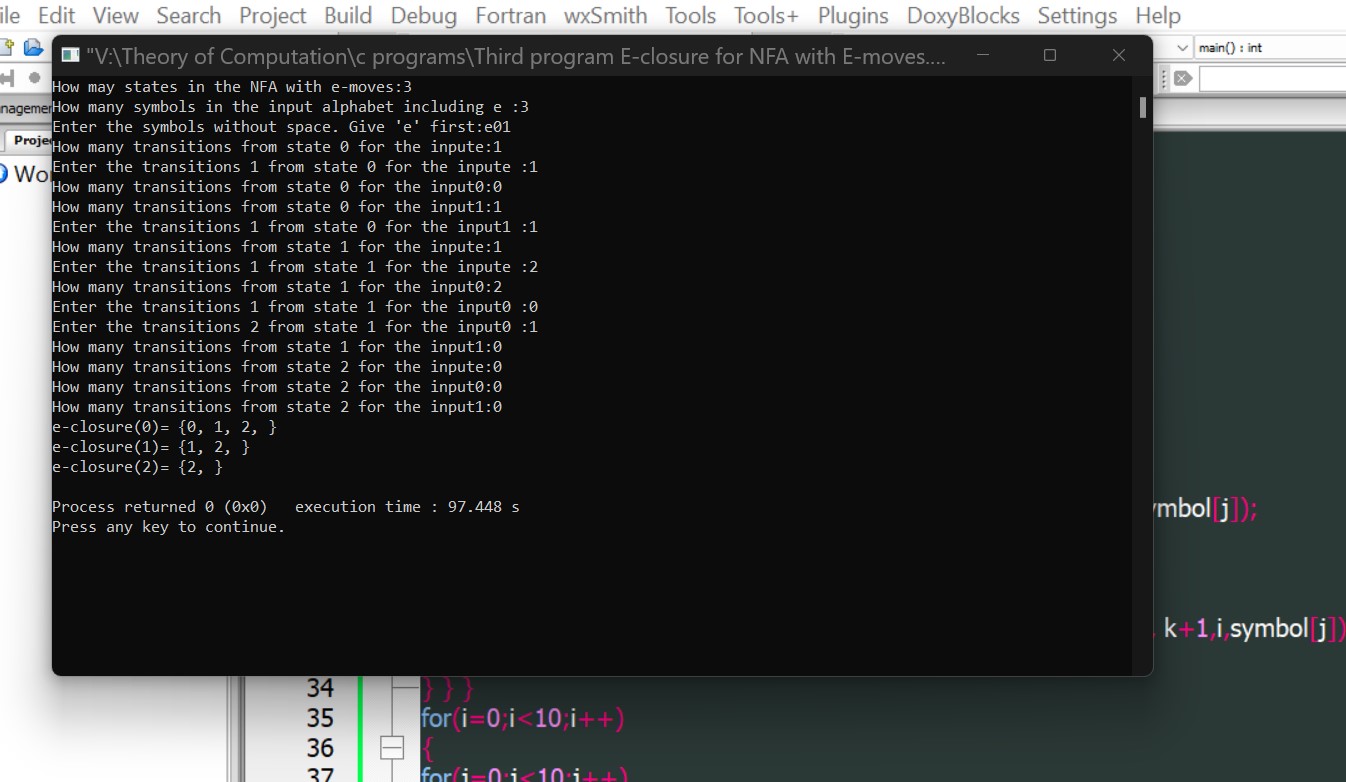 ile Edit View Search Project Build Debug Fortran wxSmith Tools Tools+ Plugins DoxyBlocks Settings Help
"V:\Theory of Computation\c programs\Third program E-closure for NFA with E-moves....
main() : int
nagemen
Proje
Wo
How may states in the NFA with e-moves:3
How many symbols in the input alphabet including e :3
Enter the symbols without space. Give 'e' first:e01
How many transitions from state 0 for the inpute:1
Enter the transitions 1 from state 0 for the inpute :1
How many transitions from state 0 for the input0:0
How many transitions from state 0 for the input1:1
Enter the transitions 1 from state 0 for the input1 :1
How many transitions from state 1 for the inpute:1
Enter the transitions 1 from state 1 for the inpute :2
How many transitions from state 1 for the input0:2
Enter the transitions 1 from state 1 for the input0 :0
Enter the transitions 2 from state 1 for the input0 :1
How many transitions from state 1 for the input1:0
How many transitions from state 2 for the inpute:0
How many transitions from state 2 for the input0:0
How many transitions from state 2 for the input1:0
e-closure(0)= {0, 1, 2, }
e-closure(1)= {1, 2, }
e-closure(2)= {2, }
Process returned 0 (0x0)   execution time : 97.448 s
Press any key to continue.
ymbol[j]);
, k+1,i,symbol[j])
34 } } }
35 for(i=0;i<10;i++)
36 {
37 for(j=0;j<10;j++)